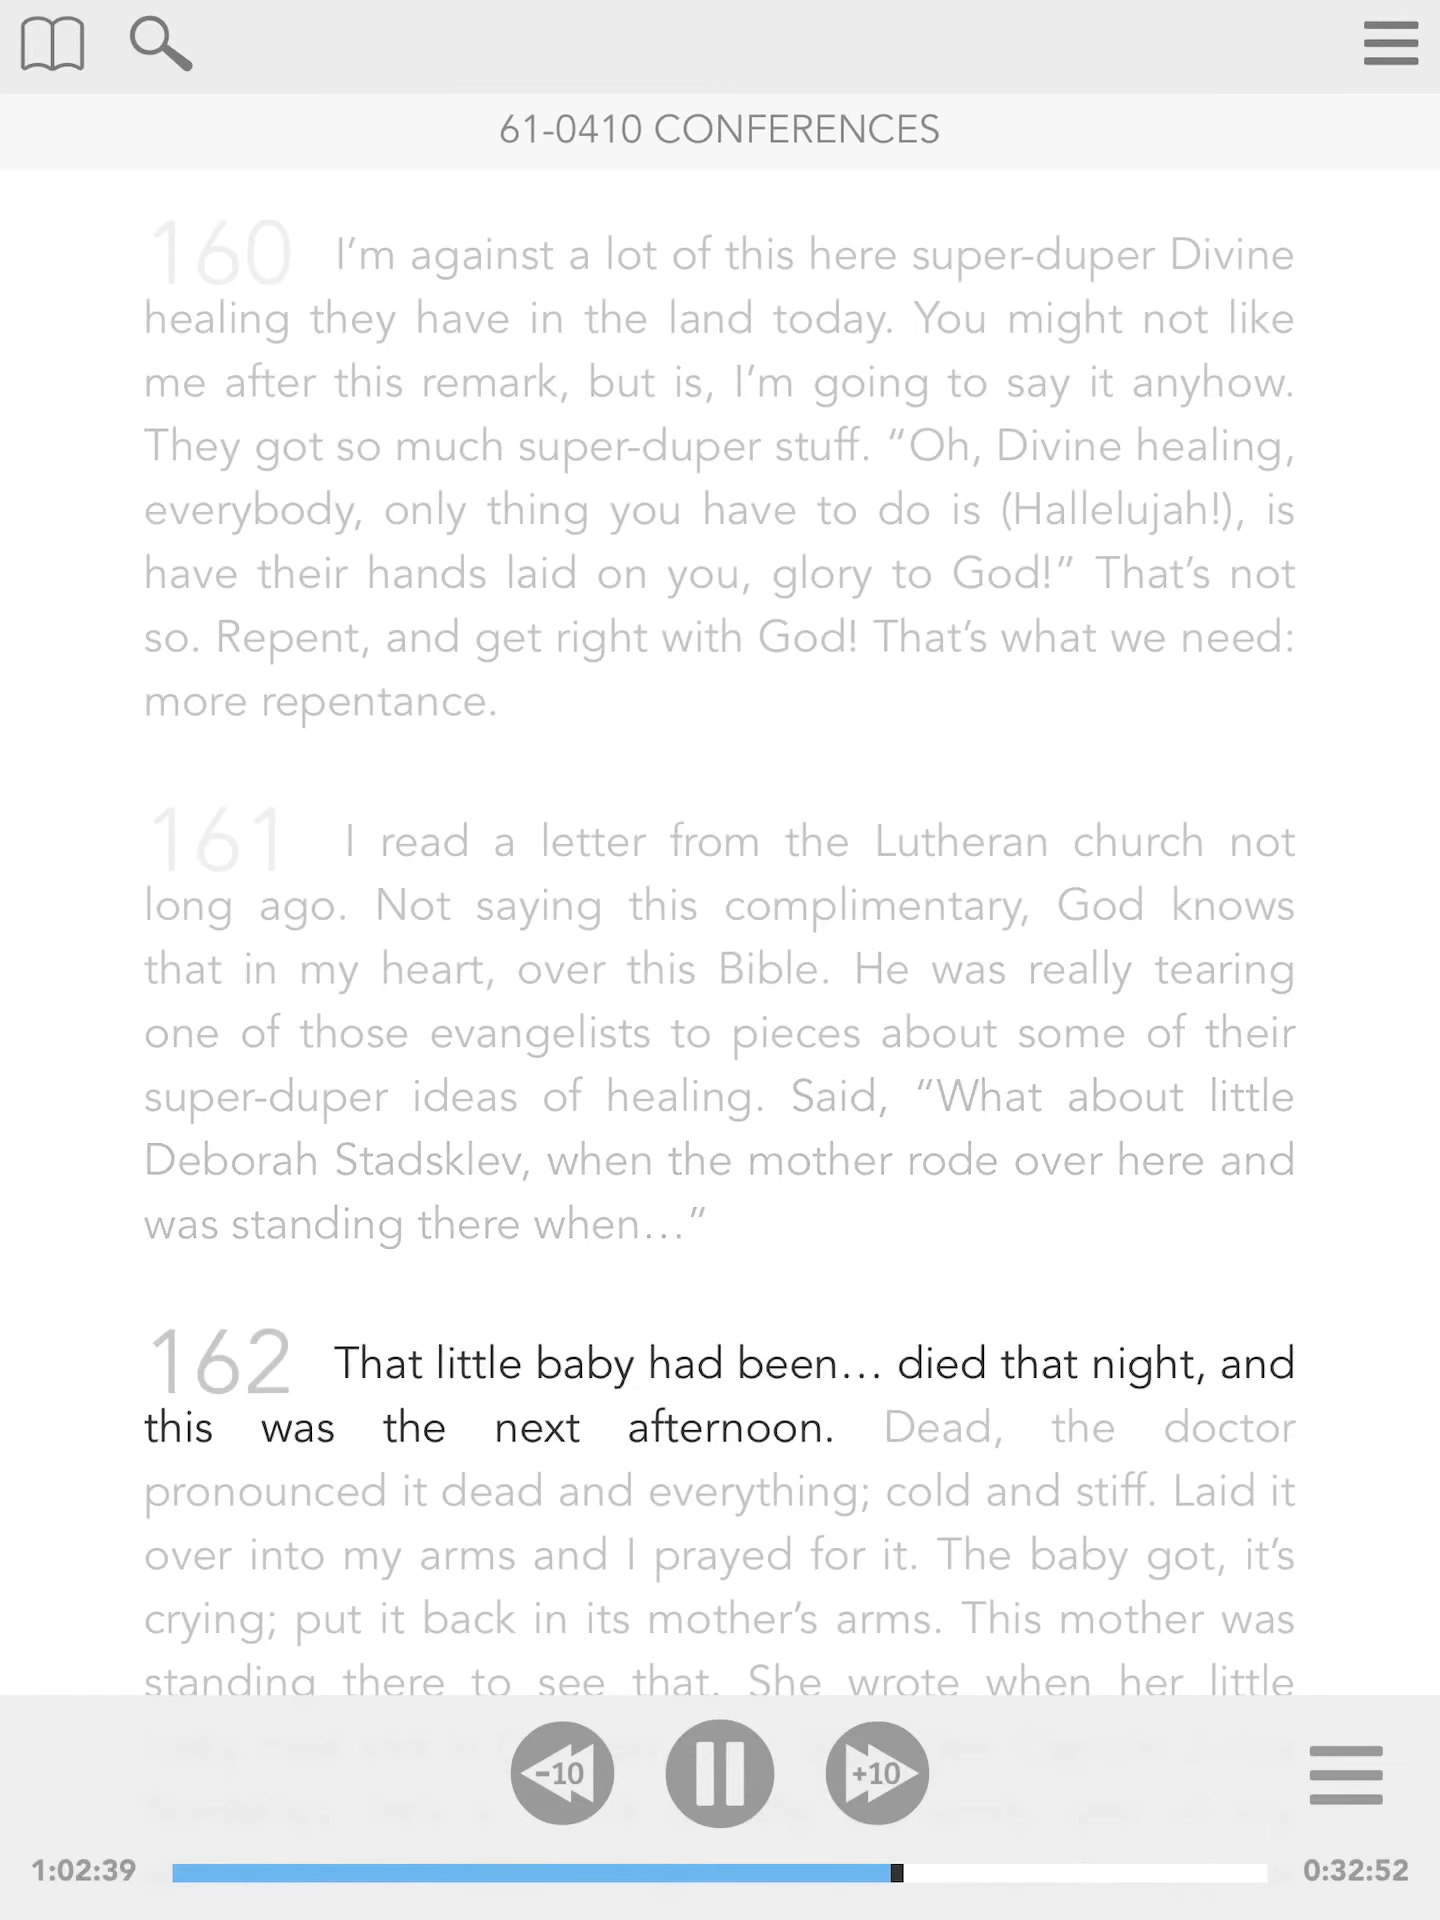 61-0410 CONFERENCES
160 I’m against a lot of this here super-duper Divine
healing they have in the land today. You might not like
me after this remark, but is, I’m going to say it anyhow.
They got so much super-duper stuff. “Oh, Divine healing,
everybody, only thing you have to do is (Hallelujah!), is
have their hands laid on you, glory to God!” That’s not
so. Repent, and get right with God! That’s what we need:
more repentance.
161 I read a letter from the Lutheran church not
long ago. Not saying this complimentary, God knows
that in my heart, over this Bible. He was really tearing
one of those evangelists to pieces about some of their
super-duper ideas of healing. Said, “What about little
Deborah Stadsklev, when the mother rode over here and
was standing there when…”
162 That little baby had been… died that night, and
this was the next afternoon. Dead, the doctor
pronounced it dead and everything; cold and stiff. Laid it
over into my arms and I prayed for it. The baby got, it’s
crying; put it back in its mother’s arms. This mother was
standing there to see that. She wrote when her little
-10 +10
1:02:39 0:32:52